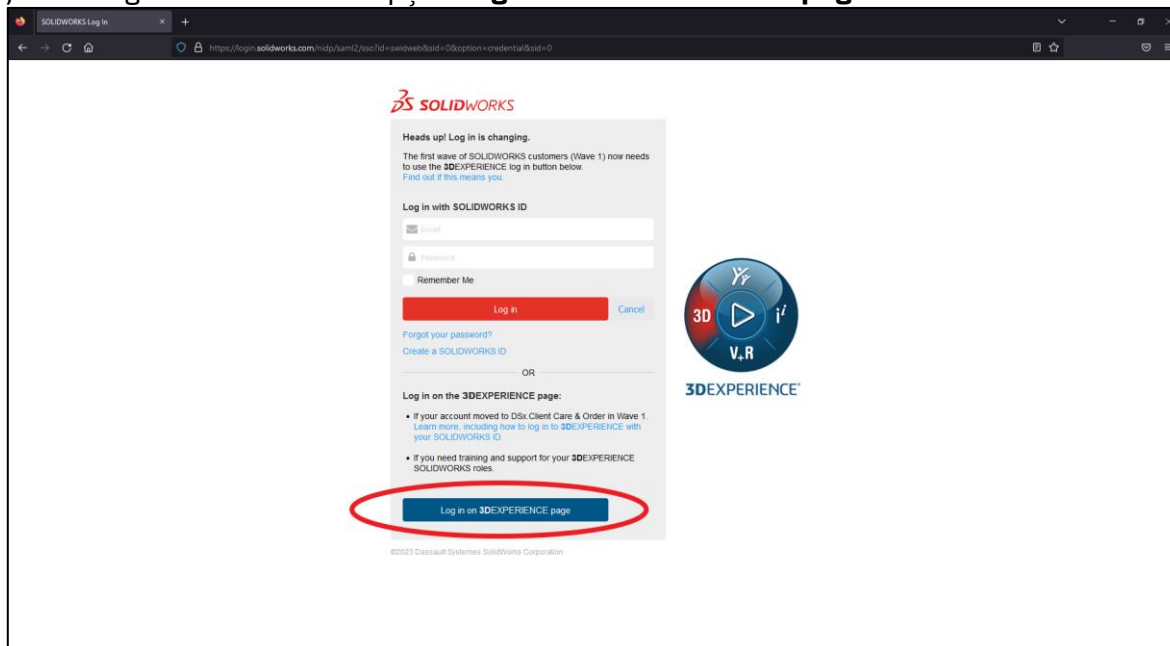 SOLIDWORKS Log In
https://login.solidworks.com/nidp/saml2/sso?id=swidweb&sid=0&option=credential&sid=0
SOLIDWORKS
Heads up! Log in is changing.
The first wave of SOLIDWORKS customers (Wave 1) now needs
to use the 3DEXPERIENCE log in button below.
Find out if this means you.
Log in with SOLIDWORKS ID
Email
Password
Remember Me
Log in
Cancel
Forgot your password?
Create a SOLIDWORKS ID
OR
Log in on the 3DEXPERIENCE page:
• If your account moved to DSx.Client Care & Order in Wave 1.
Learn more, including how to log in to 3DEXPERIENCE with
your SOLIDWORKS ID.
• If you need training and support for your 3DEXPERIENCE
SOLIDWORKS roles.
Log in on 3DEXPERIENCE page
©2023 Dassault Systemes SolidWorks Corporation
3D
V+R
3DEXPERIENCE